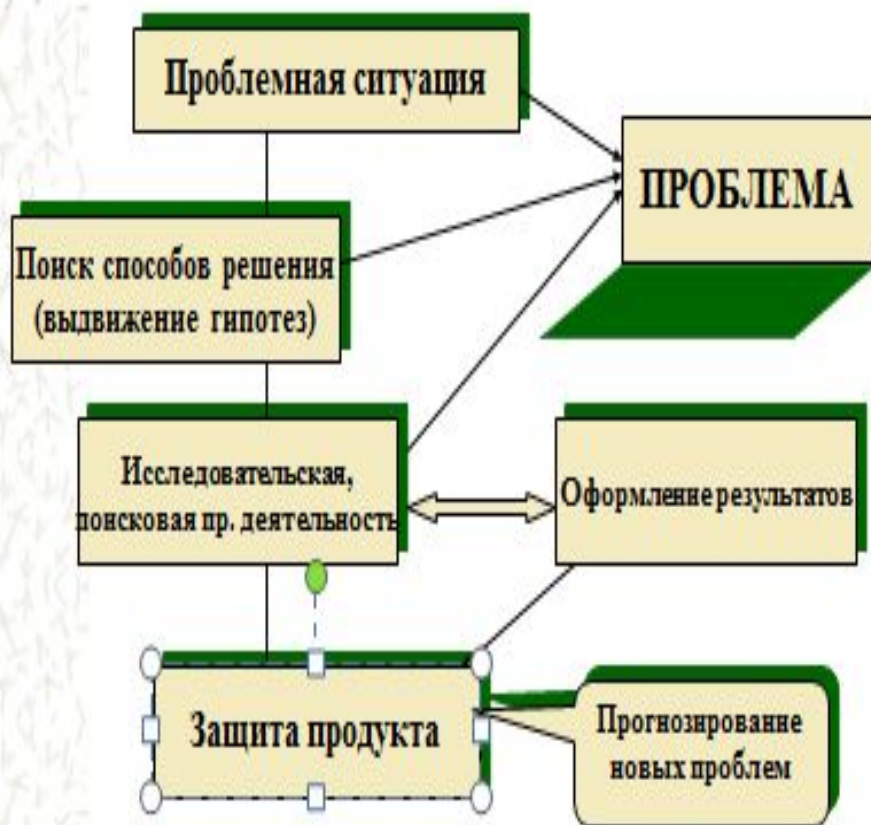 Проблемная ситуация
ПРОБЛЕМА
Поиск способов решения
(выдвижение гипотез)
Исследовательская,
поисковая пр. деятельность
Оформление результатов
Защита продукта
Прогнозирование
новых проблем